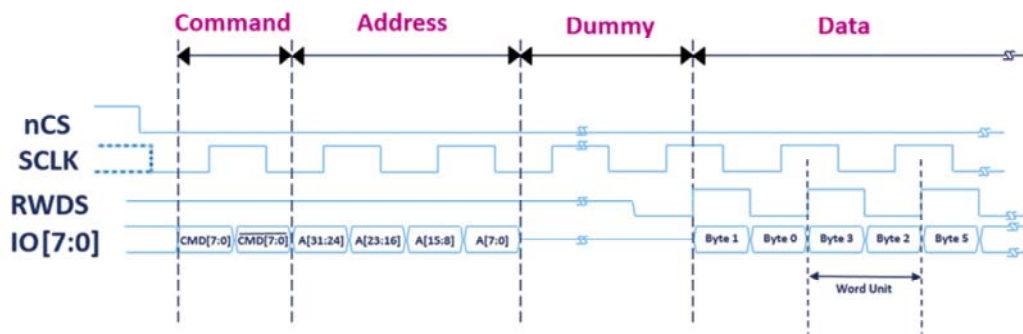 Command Address Dummy Data
nCS
SCLK
RWDS
IO[7:0] CMD[7:0] CMD[7:0] A[31:24] A[23:16] A[15:8] A[7:0] Byte 1 Byte 0 Byte 3 Byte 2 Byte 5
Word Unit